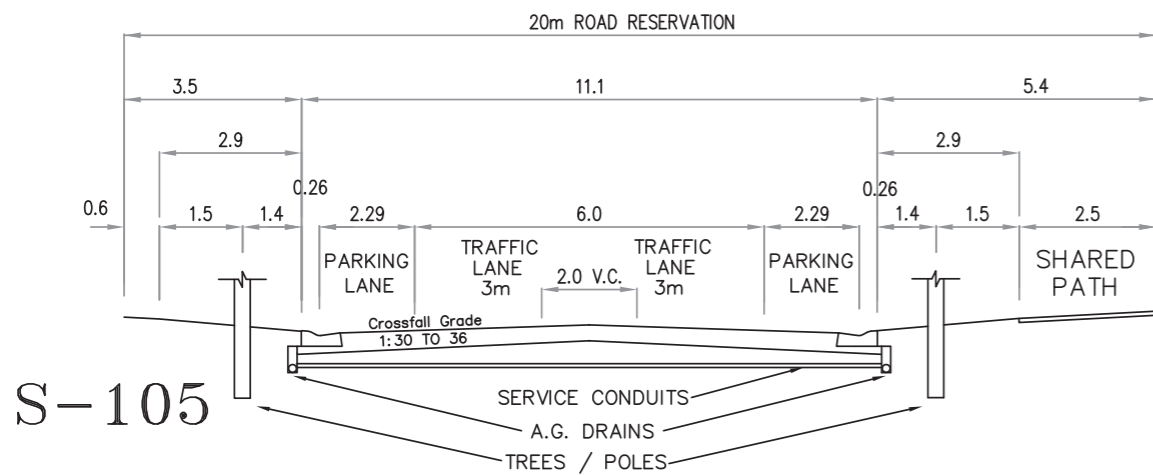 20m ROAD RESERVATION
3.5
11.1
5.4
2.9
2.9
0.26
0.26
0.6
1.5
1.4
2.29
6.0
2.29
1.4
1.5
2.5
PARKING
LANE
TRAFFIC
LANE
3m
2.0 V.C.
TRAFFIC
LANE
3m
PARKING
LANE
SHARED
PATH
Crossfall Grade
1:30 TO 36
S-105
SERVICE CONDUITS
A.G. DRAINS
TREES / POLES